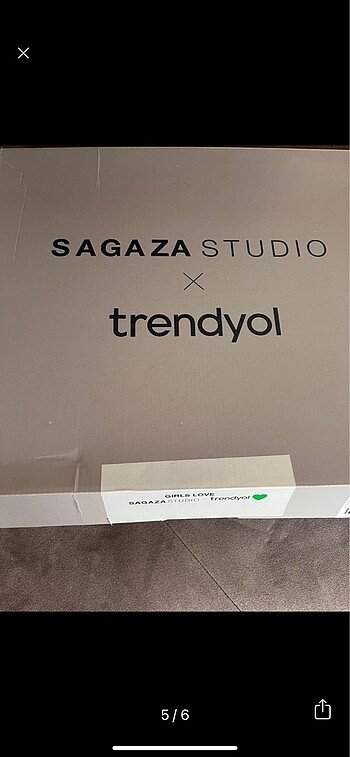 SAGAZA STUDIO
X
trendyol
GIRLS LOVE
SAGAZA STUDIO × trendyol
5/6